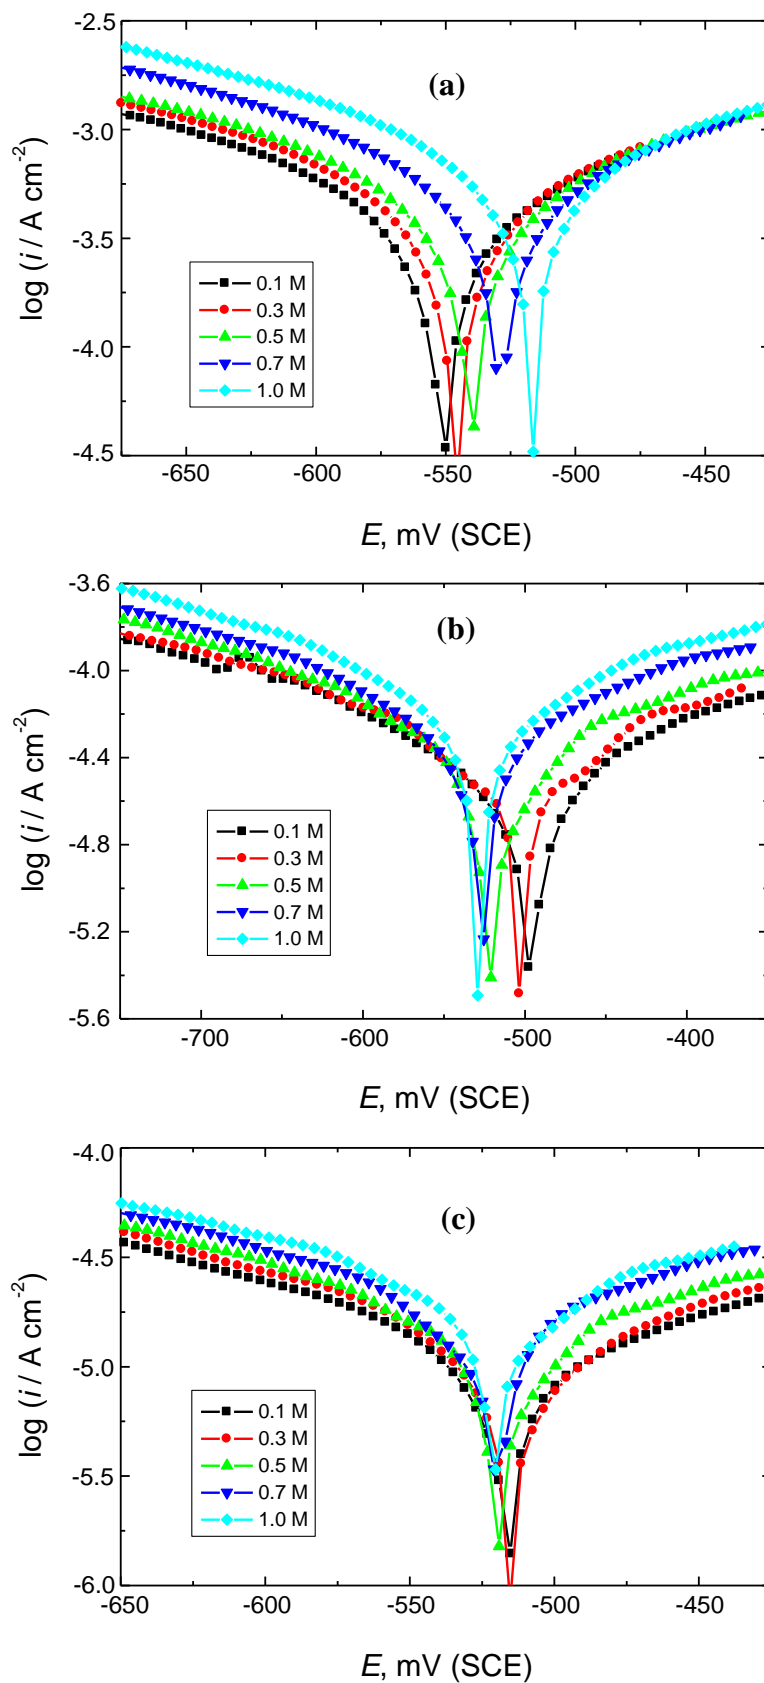 (a)
log (i / A cm-2)
-2.5
-3.0
-3.5
-4.0
-4.5
0.1 M
0.3 M
0.5 M
0.7 M
1.0 M
-650 -600 -550 -500 -450
E, mV (SCE)
(b)
log (i / A cm-2)
-3.6
-4.0
-4.4
-4.8
-5.2
-5.6
0.1 M
0.3 M
0.5 M
0.7 M
1.0 M
-700 -600 -500 -400
E, mV (SCE)
(c)
log (i / A cm-2)
-4.0
-4.5
-5.0
-5.5
-6.0
0.1 M
0.3 M
0.5 M
0.7 M
1.0 M
-650 -600 -550 -500 -450
E, mV (SCE)